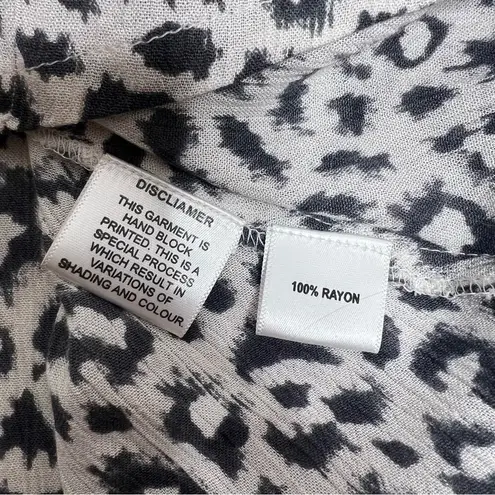 DISCLIAMER
THIS GARMENT IS
HAND BLOCK
PRINTED. THIS IS A
SPECIAL PROCESS
WHICH RESULT IN
VARIATIONS OF
SHADING AND COLOUR.
100% RAYON